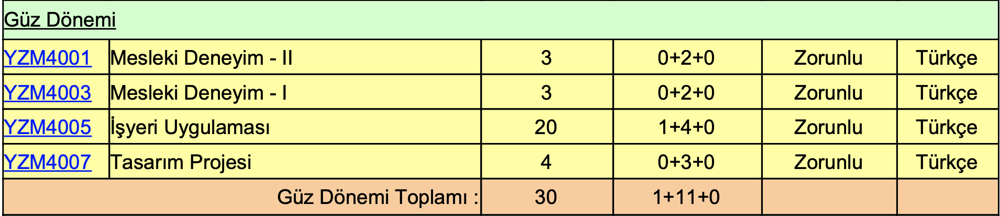 Güz Dönemi
YZM4001 Mesleki Deneyim - II 3 0+2+0 Zorunlu Türkçe
YZM4003 Mesleki Deneyim - I 3 0+2+0 Zorunlu Türkçe
YZM4005 İşyeri Uygulaması 20 1+4+0 Zorunlu Türkçe
YZM4007 Tasarım Projesi 4 0+3+0 Zorunlu Türkçe
Güz Dönemi Toplamı : 30 1+11+0